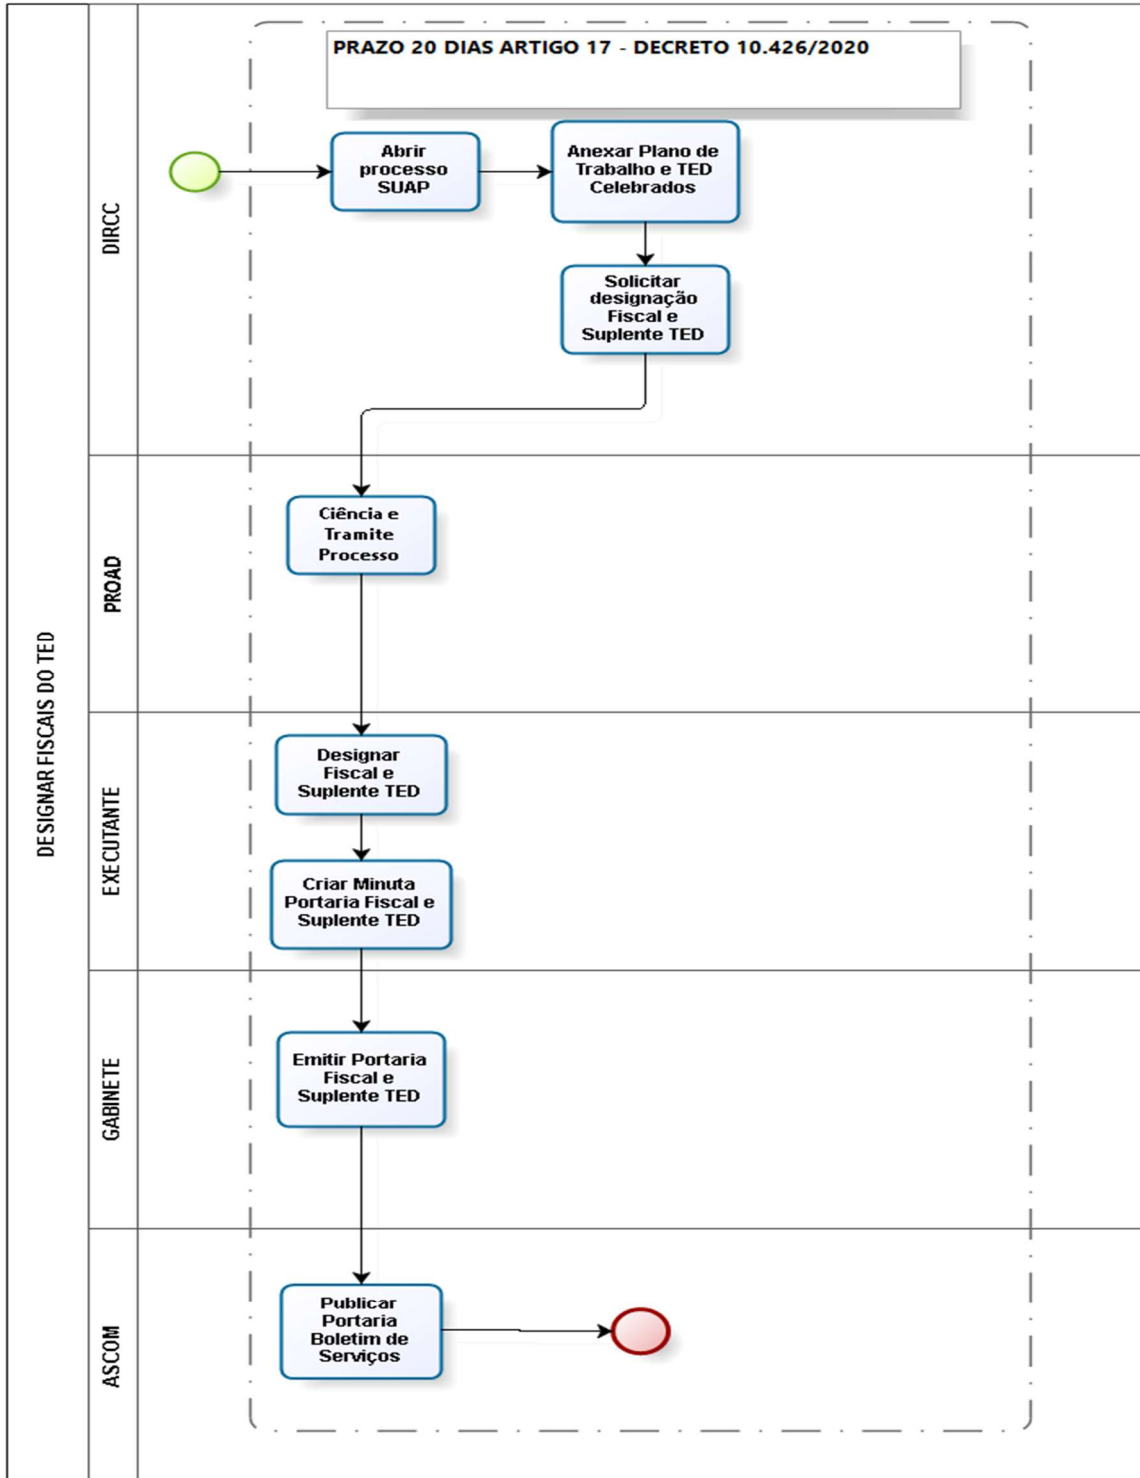 PRAZO 20 DIAS ARTIGO 17 - DECRETO 10.426/2020
DESIGNAR FISCAIS DO TED
DIRCC
Abrir
processo
SUAP
Anexar Plano de
Trabalho e TED
Celebrados
Solicitar
designação
Fiscal e
Suplente TED
PROAD
Ciência e
Tramite
Processo
EXECUTANTE
Designar
Fiscal e
Suplente TED
Criar Minuta
Portaria Fiscal e
Suplente TED
GABINETE
Emitir Portaria
Fiscal e
Suplente TED
ASCOM
Publicar
Portaria
Boletim de
Serviços